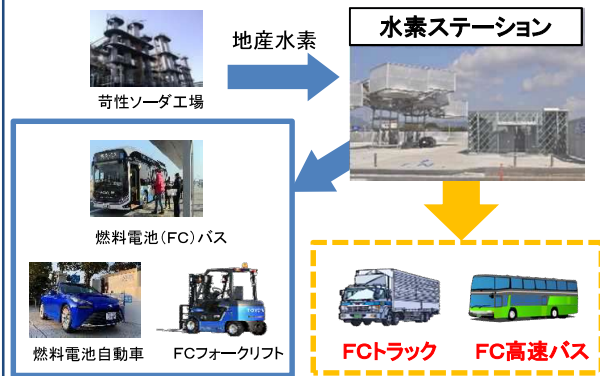 水素ステーション
地産水素
苛性ソーダ工場
燃料電池(FC)バス
燃料電池自動車
FCフォークリフト
FCトラック
FC高速バス